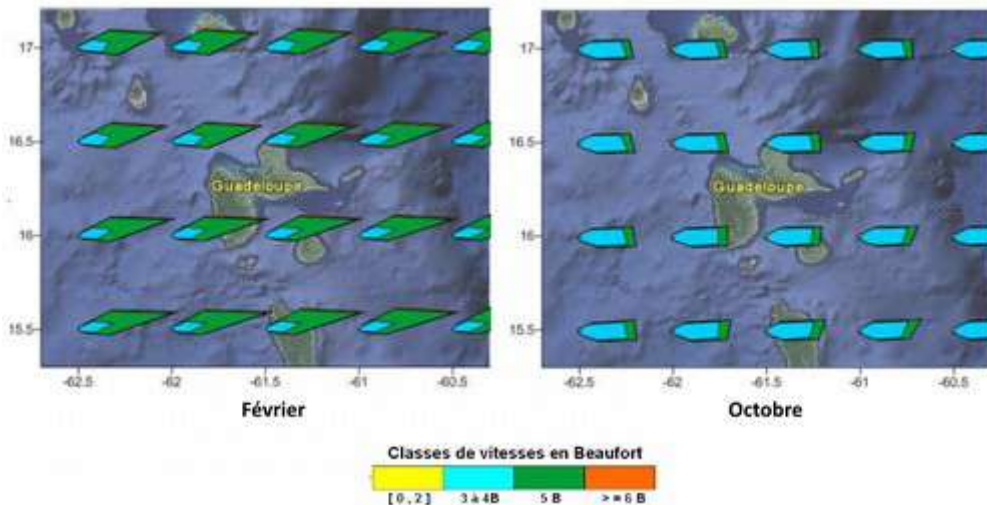 17
16.5
16
15.5
Guadeloupe
-62.5 -62 -61.5 -61 -60.5
Février
17
16.5
16
15.5
Guadeloupe
-62.5 -62 -61.5 -61 -60.5
Octobre
Classes de vitesses en Beaufort
[0,2] 3 à 4B 5 B >= 6 B